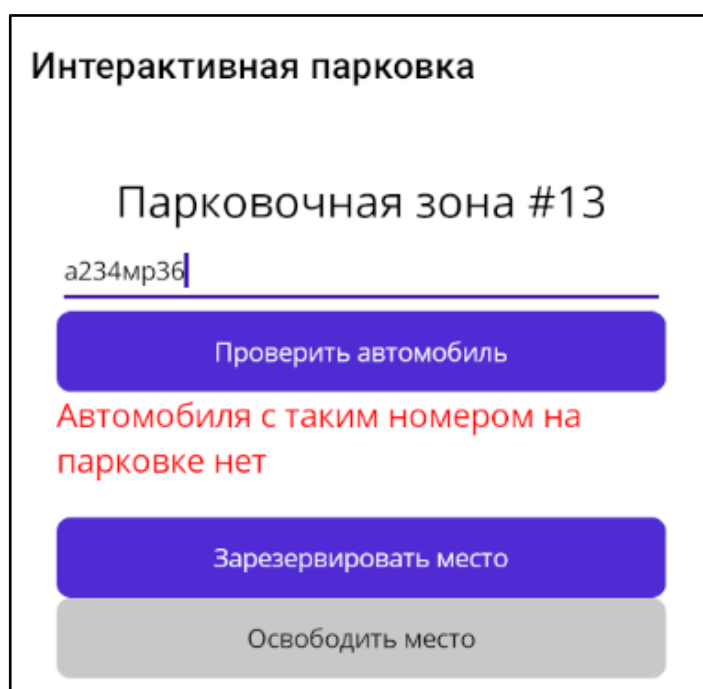 Интерактивная парковка
Парковочная зона #13
а234мр36
Проверить автомобиль
Автомобиля с таким номером на
парковке нет
Зарезервировать место
Освободить место